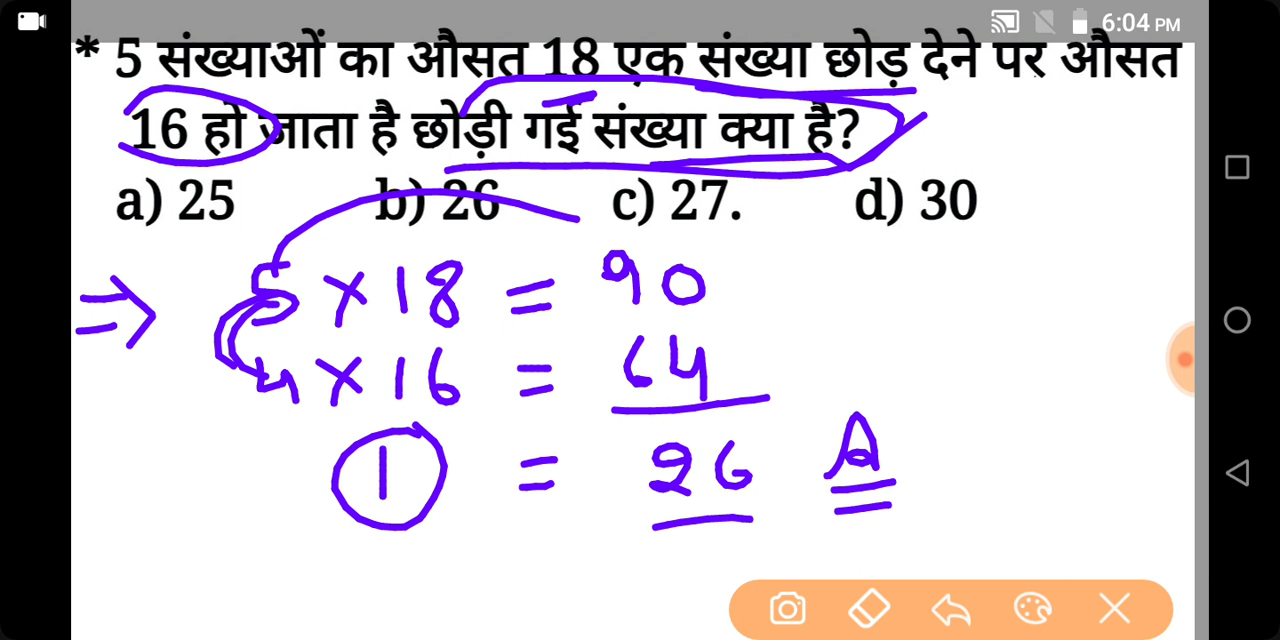 6:04 PM
* 5 संख्याओं का औसत 18 एक संख्या छोड़ देने पर औसत
16 हो जाता है छोड़ी गई संख्या क्या है?
a) 25 b) 26 c) 27. d) 30
⇒ 5 × 18 = 90
4 × 16 = 64
1 = 26 A